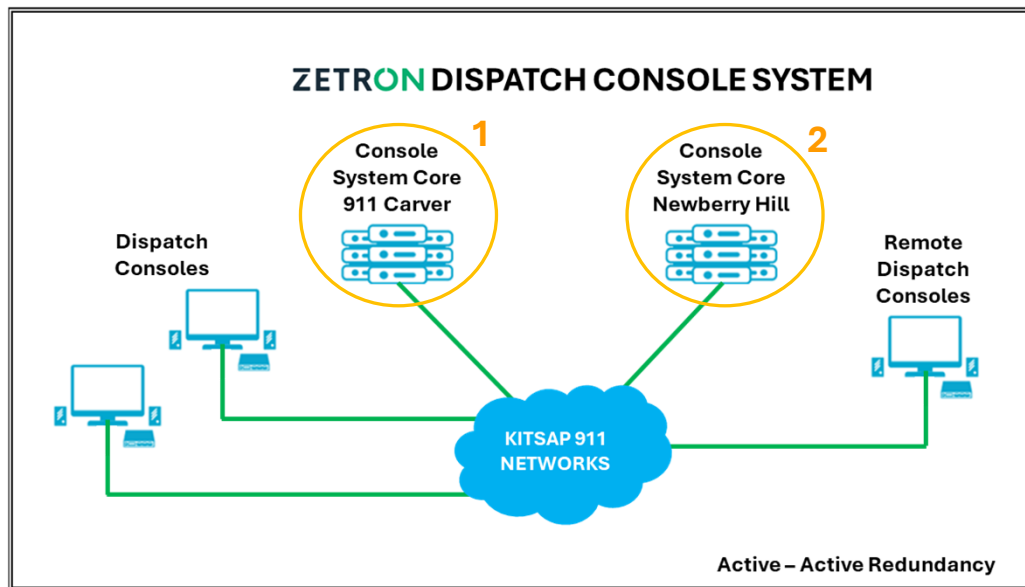 ZETRON DISPATCH CONSOLE SYSTEM
1
Console
System Core
911 Carver
2
Console
System Core
Newberry Hill
Dispatch
Consoles
Remote
Dispatch
Consoles
KITSAP 911
NETWORKS
Active – Active Redundancy